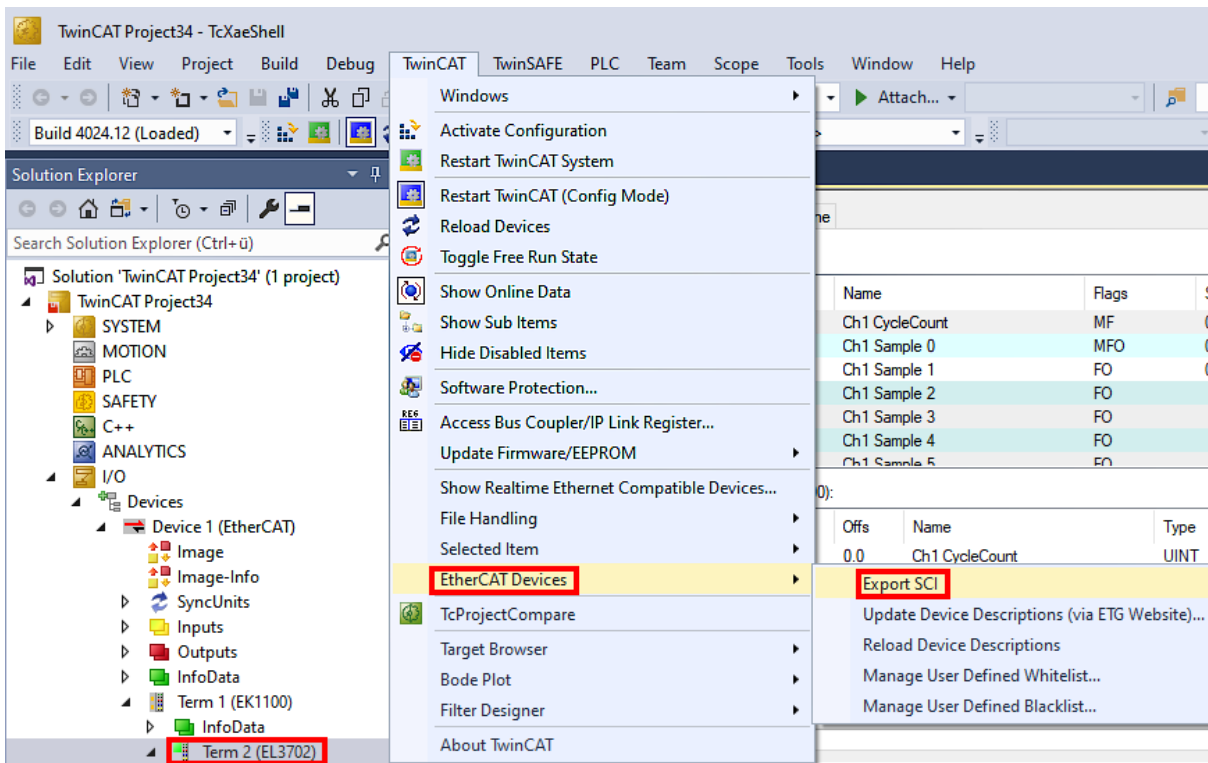 TwinCAT Project34 - TcXaeShell
File Edit View Project Build Debug TwinCAT TwinSAFE PLC Team Scope Tools Window Help
Attach...
Build 4024.12 (Loaded)
Solution Explorer
Search Solution Explorer (Ctrl+ü)
Solution 'TwinCAT Project34' (1 project)
TwinCAT Project34
SYSTEM
MOTION
PLC
SAFETY
C++
ANALYTICS
I/O
Devices
Device 1 (EtherCAT)
Image
Image-Info
SyncUnits
Inputs
Outputs
InfoData
Term 1 (EK1100)
InfoData
Term 2 (EL3702)
Windows
Activate Configuration
Restart TwinCAT System
Restart TwinCAT (Config Mode)
Reload Devices
Toggle Free Run State
Show Online Data
Show Sub Items
Hide Disabled Items
Software Protection...
REG
Access Bus Coupler/IP Link Register...
Update Firmware/EEPROM
Show Realtime Ethernet Compatible Devices...
File Handling
Selected Item
EtherCAT Devices
TcProjectCompare
Target Browser
Bode Plot
Filter Designer
About TwinCAT
Name Flags
Ch1 CycleCount MF
Ch1 Sample 0 MFO
Ch1 Sample 1 FO
Ch1 Sample 2 FO
Ch1 Sample 3 FO
Ch1 Sample 4 FO
Ch1 Sample 5 FO
Offs Name Type
0.0 Ch1 CycleCount UINT
Export SCI
Update Device Descriptions (via ETG Website)...
Reload Device Descriptions
Manage User Defined Whitelist...
Manage User Defined Blacklist...